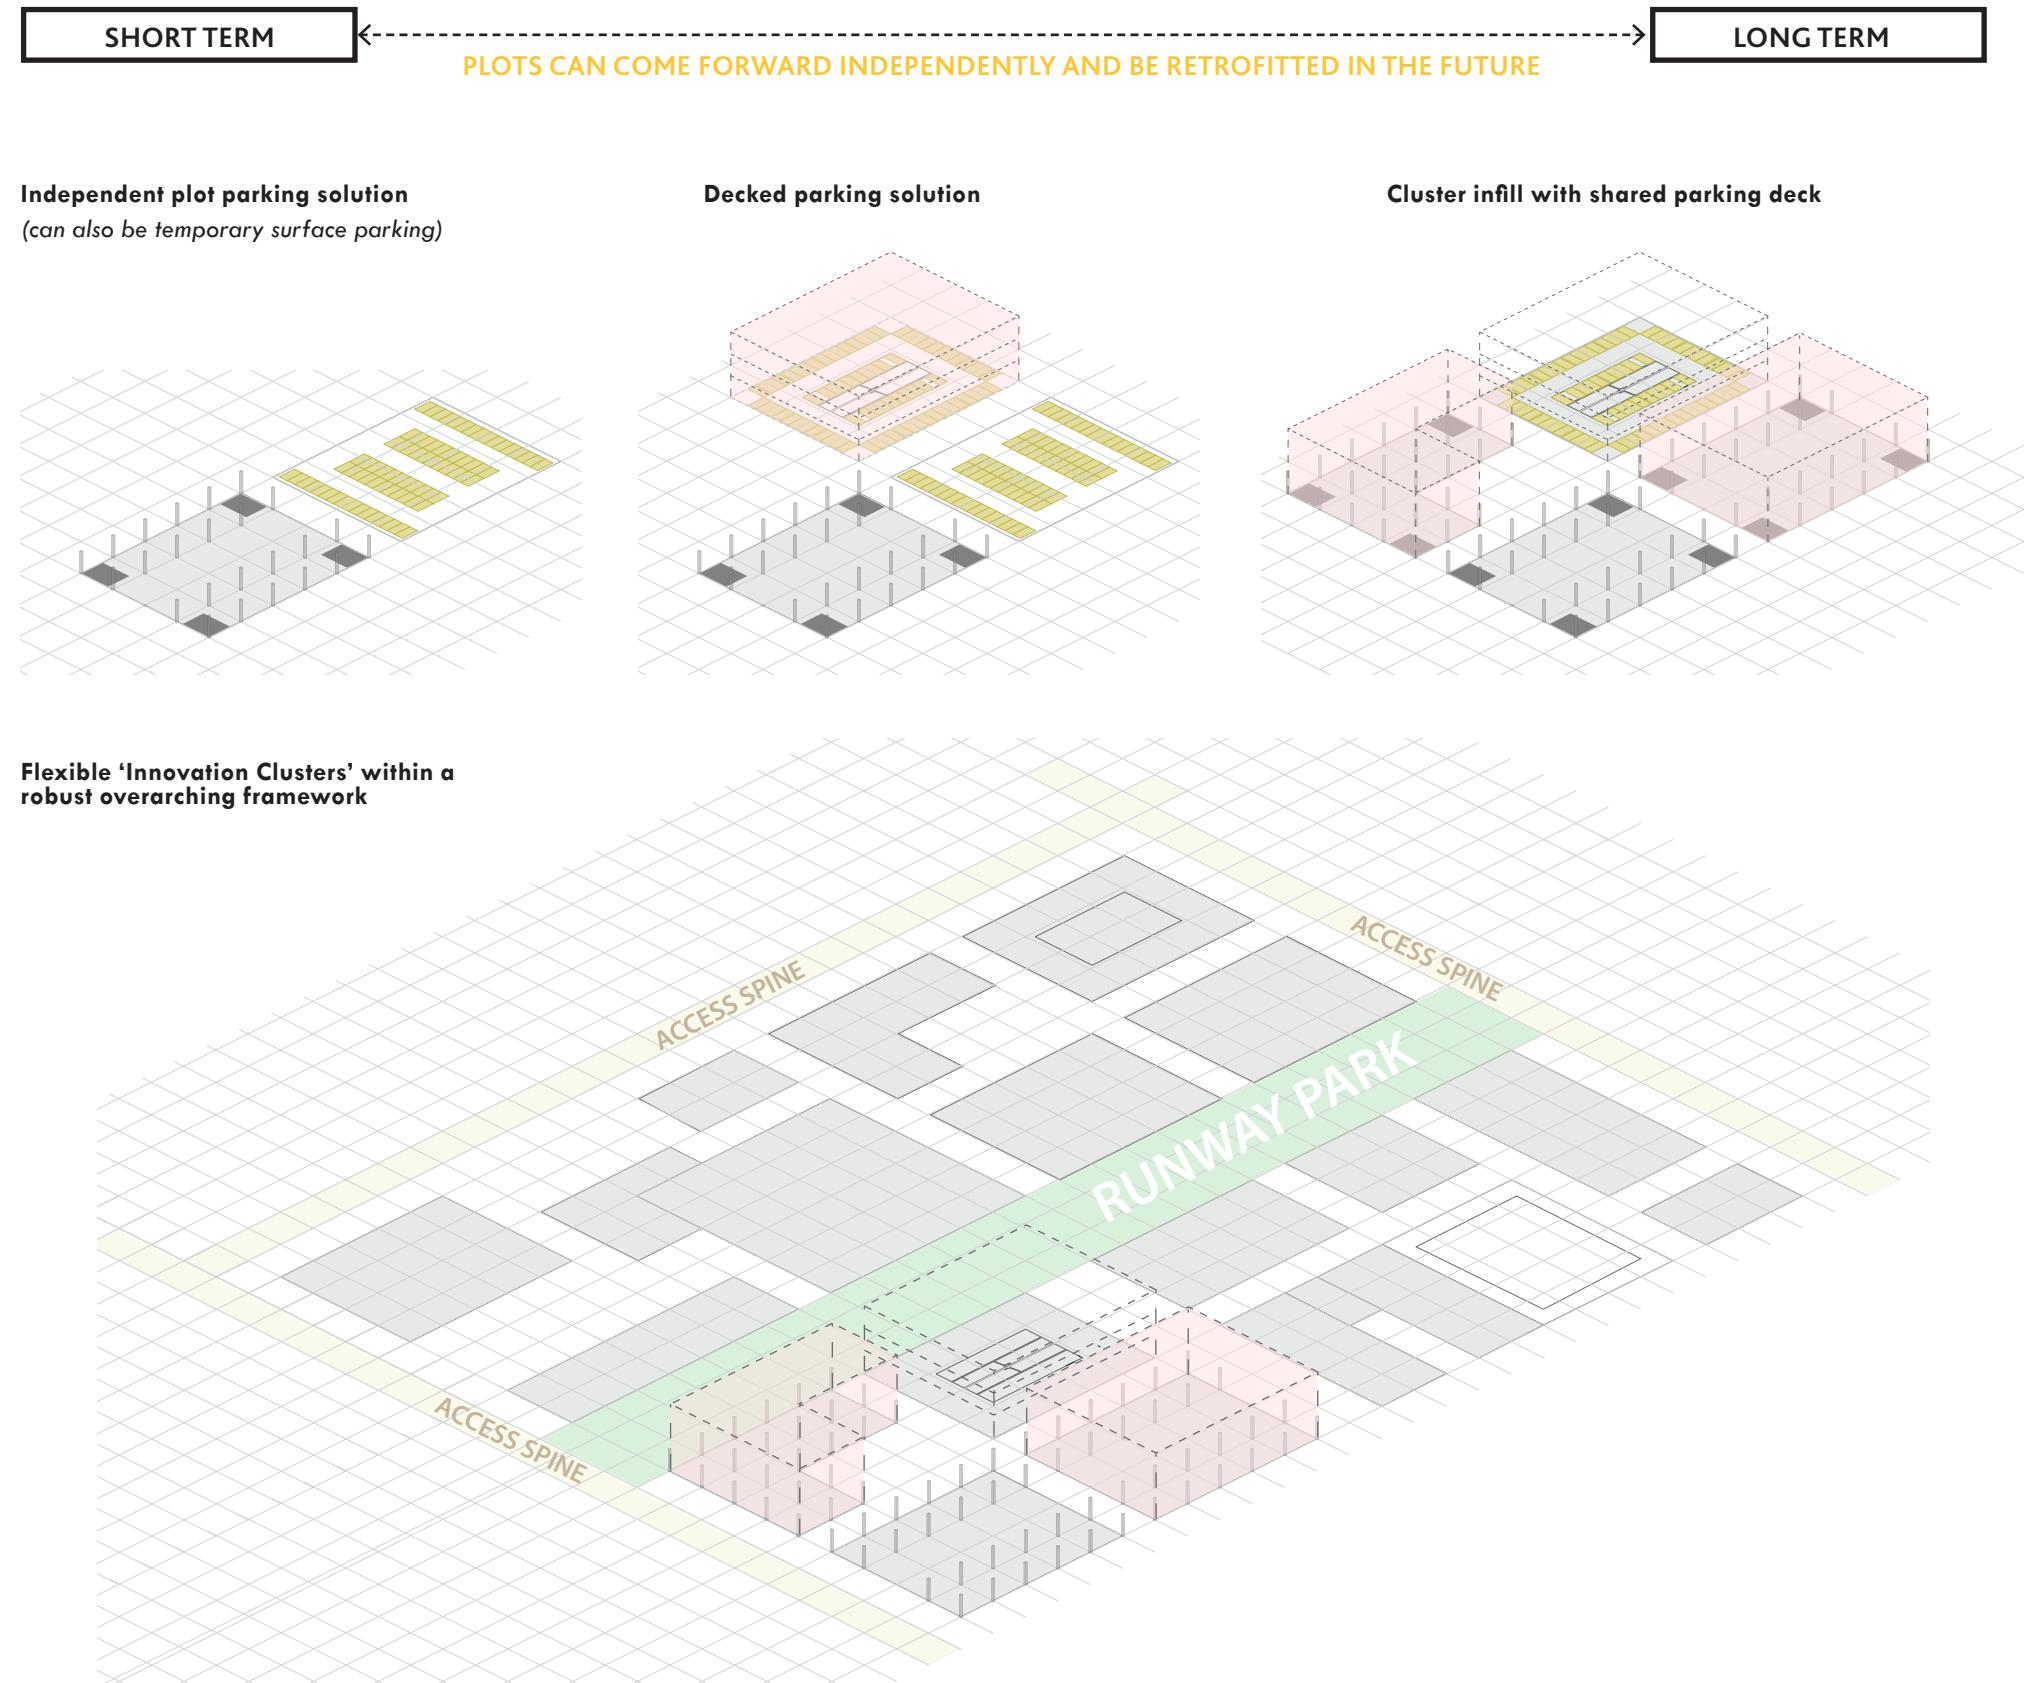 SHORT TERM
LONG TERM
PLOTS CAN COME FORWARD INDEPENDENTLY AND BE RETROFITTED IN THE FUTURE
Independent plot parking solution
(can also be temporary surface parking)
Decked parking solution
Cluster infill with shared parking deck
Flexible ‘Innovation Clusters’ within a
robust overarching framework
ACCESS SPINE
ACCESS SPINE
RUNWAY PARK
ACCESS SPINE